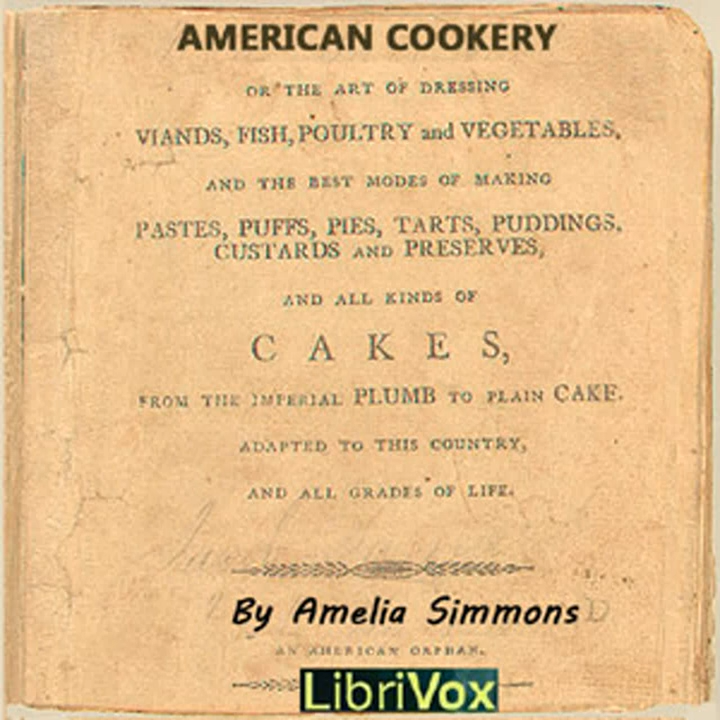 AMERICAN COOKERY
OR THE ART OF DRESSING
VIANDS, FISH, POULTRY and VEGETABLES,
AND THE BEST MODES OF MAKING
PASTES, PUFFS, PIES, TARTS, PUDDINGS,
CUSTARDS AND PRESERVES,
AND ALL KINDS OF
CAKES,
FROM THE IMPERIAL PLUMB TO PLAIN CAKE.
ADAPTED TO THIS COUNTRY,
AND ALL GRADES OF LIFE.
By Amelia Simmons
AN AMERICAN ORPHAN.
LibriVox